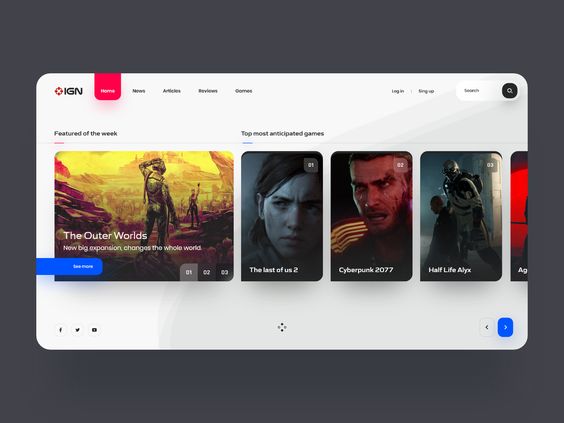 IGN
Home
News
Articles
Reviews
Games
Log in
Sing up
Search
Featured of the week
Top most anticipated games
The Outer Worlds
New big expansion, changes the whole world.
See more
01
02
03
01
The last of us 2
02
Cyberpunk 2077
03
Half Life Alyx
Ag